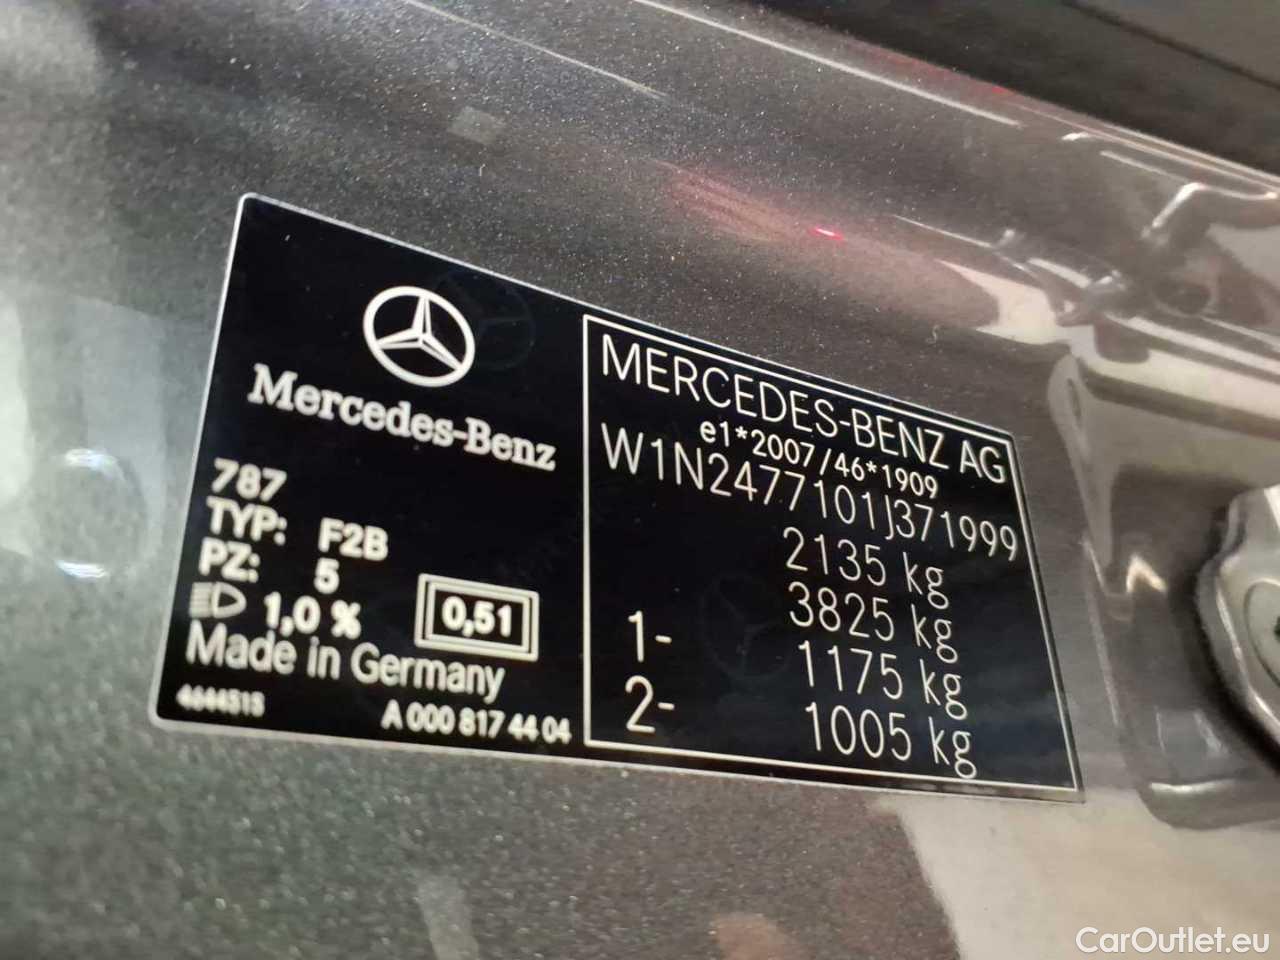 Mercedes-Benz
787
TYP: F2B
PZ: 5
1,0 %
0,51
Made in Germany
4644515
A 000 817 44 04
MERCEDES-BENZ AG
e1*2007/46*1909
W1N2477101J371999
2135 kg
3825 kg
1- 1175 kg
2- 1005 kg
CarOutlet.eu